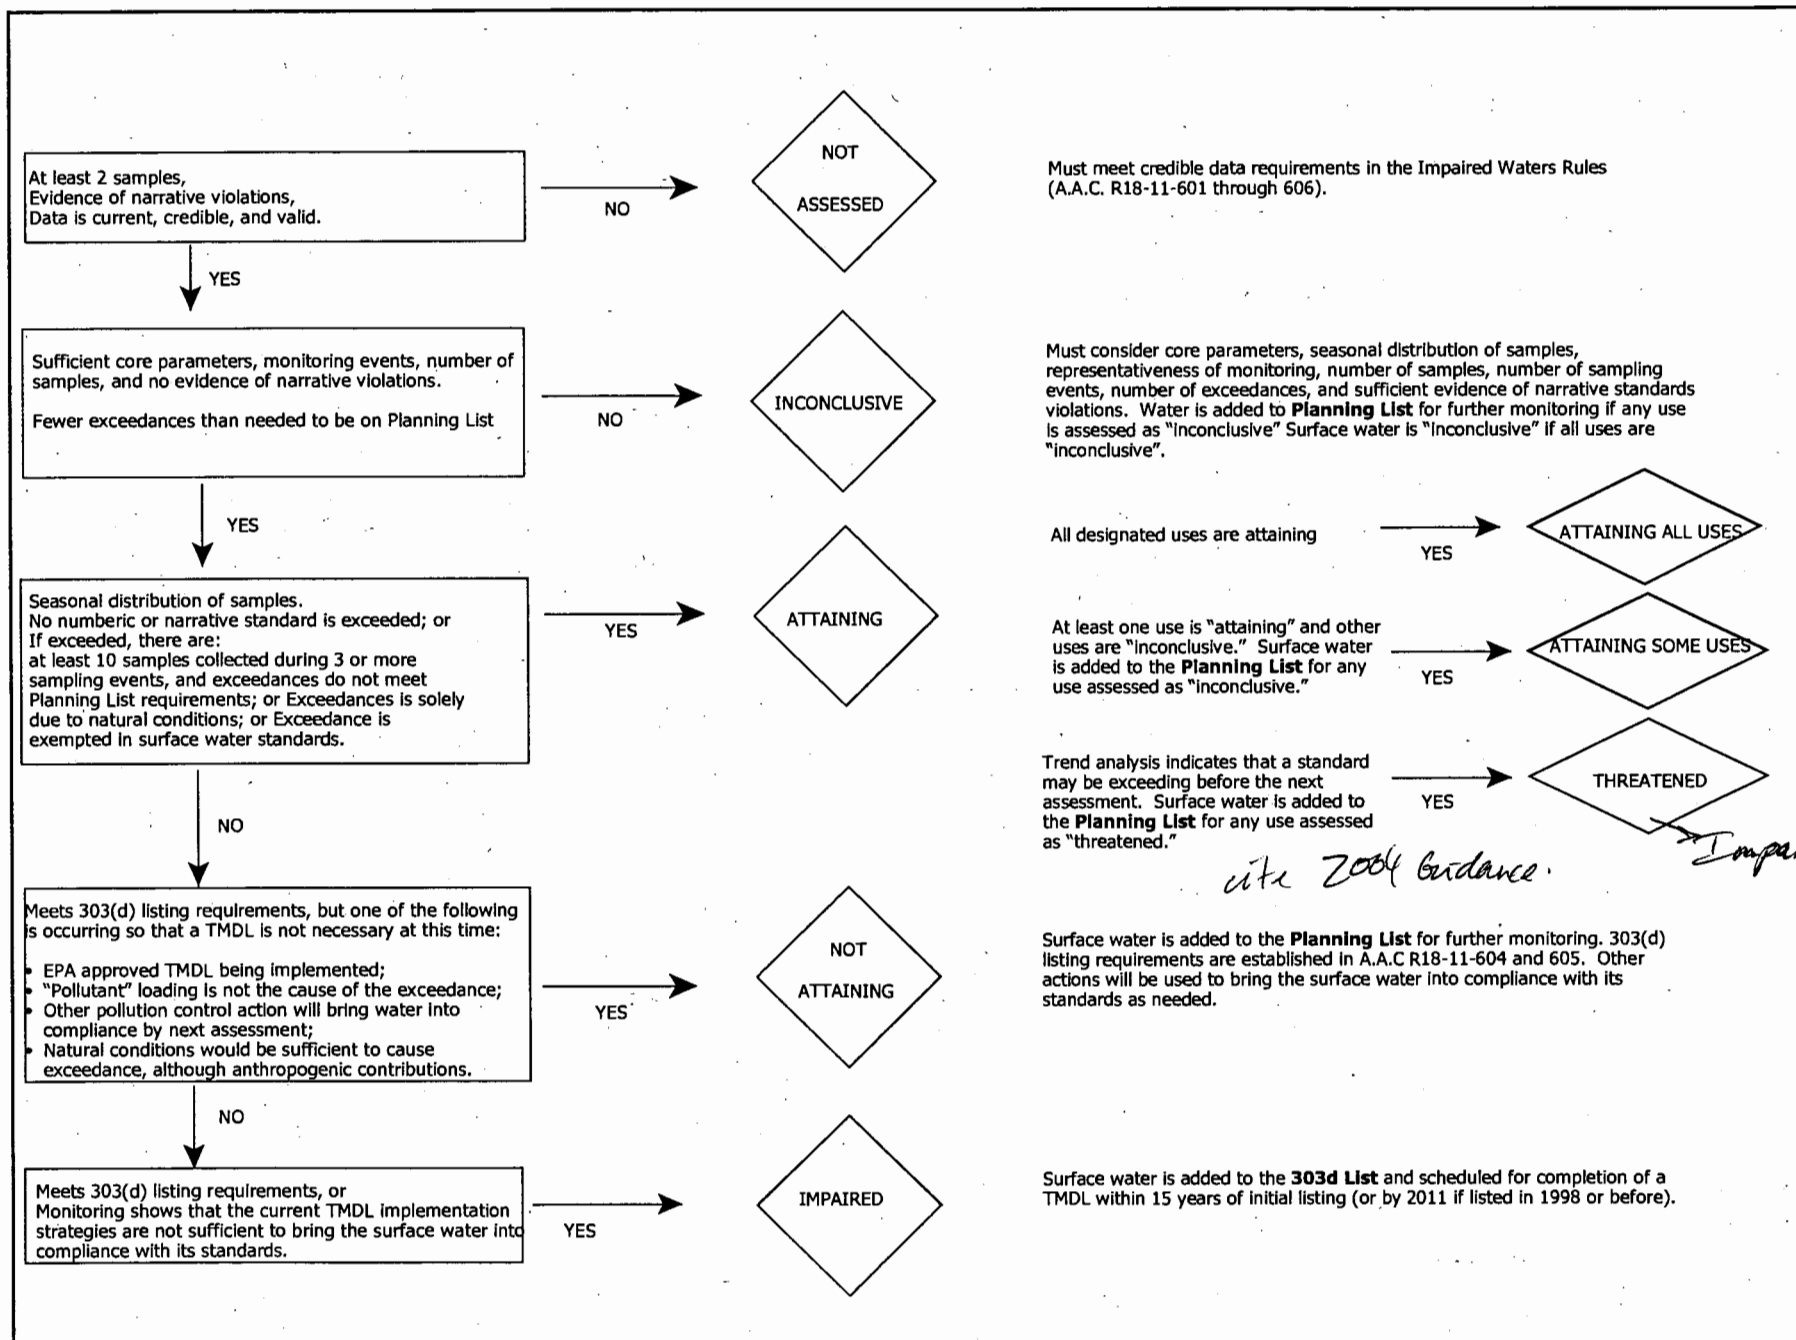 At least 2 samples,
Evidence of narrative violations,
Data is current, credible, and valid.
NO
NOT
ASSESSED
Must meet credible data requirements in the Impaired Waters Rules
(A.A.C. R18-11-601 through 606).
YES
Sufficient core parameters, monitoring events, number of
samples, and no evidence of narrative violations.
Fewer exceedances than needed to be on Planning List
NO
INCONCLUSIVE
Must consider core parameters, seasonal distribution of samples,
representativeness of monitoring, number of samples, number of sampling
events, number of exceedances, and sufficient evidence of narrative standards
violations. Water is added to Planning List for further monitoring if any use
is assessed as "inconclusive" Surface water is "inconclusive" if all uses are
"inconclusive".
YES
Seasonal distribution of samples.
No numberic or narrative standard is exceeded; or
If exceeded, there are:
at least 10 samples collected during 3 or more
sampling events, and exceedances do not meet
Planning List requirements; or Exceedances is solely
due to natural conditions; or Exceedance is
exempted in surface water standards.
YES
ATTAINING
All designated uses are attaining
YES
ATTAINING ALL USES
At least one use is "attaining" and other
uses are "inconclusive." Surface water
is added to the Planning List for any
use assessed as "inconclusive."
YES
ATTAINING SOME USES
Trend analysis indicates that a standard
may be exceeding before the next
assessment. Surface water is added to
the Planning List for any use assessed
as "threatened."
YES
THREATENED
Impa
cite 2004 Guidance.
NO
Meets 303(d) listing requirements, but one of the following
is occurring so that a TMDL is not necessary at this time:
• EPA approved TMDL being implemented;
• "Pollutant" loading is not the cause of the exceedance;
• Other pollution control action will bring water into
compliance by next assessment;
• Natural conditions would be sufficient to cause
exceedance, although anthropogenic contributions.
YES
NOT
ATTAINING
Surface water is added to the Planning List for further monitoring. 303(d)
listing requirements are established in A.A.C R18-11-604 and 605. Other
actions will be used to bring the surface water into compliance with its
standards as needed.
NO
Meets 303(d) listing requirements, or
Monitoring shows that the current TMDL implementation
strategies are not sufficient to bring the surface water into
compliance with its standards.
YES
IMPAIRED
Surface water is added to the 303d List and scheduled for completion of a
TMDL within 15 years of initial listing (or by 2011 if listed in 1998 or before).